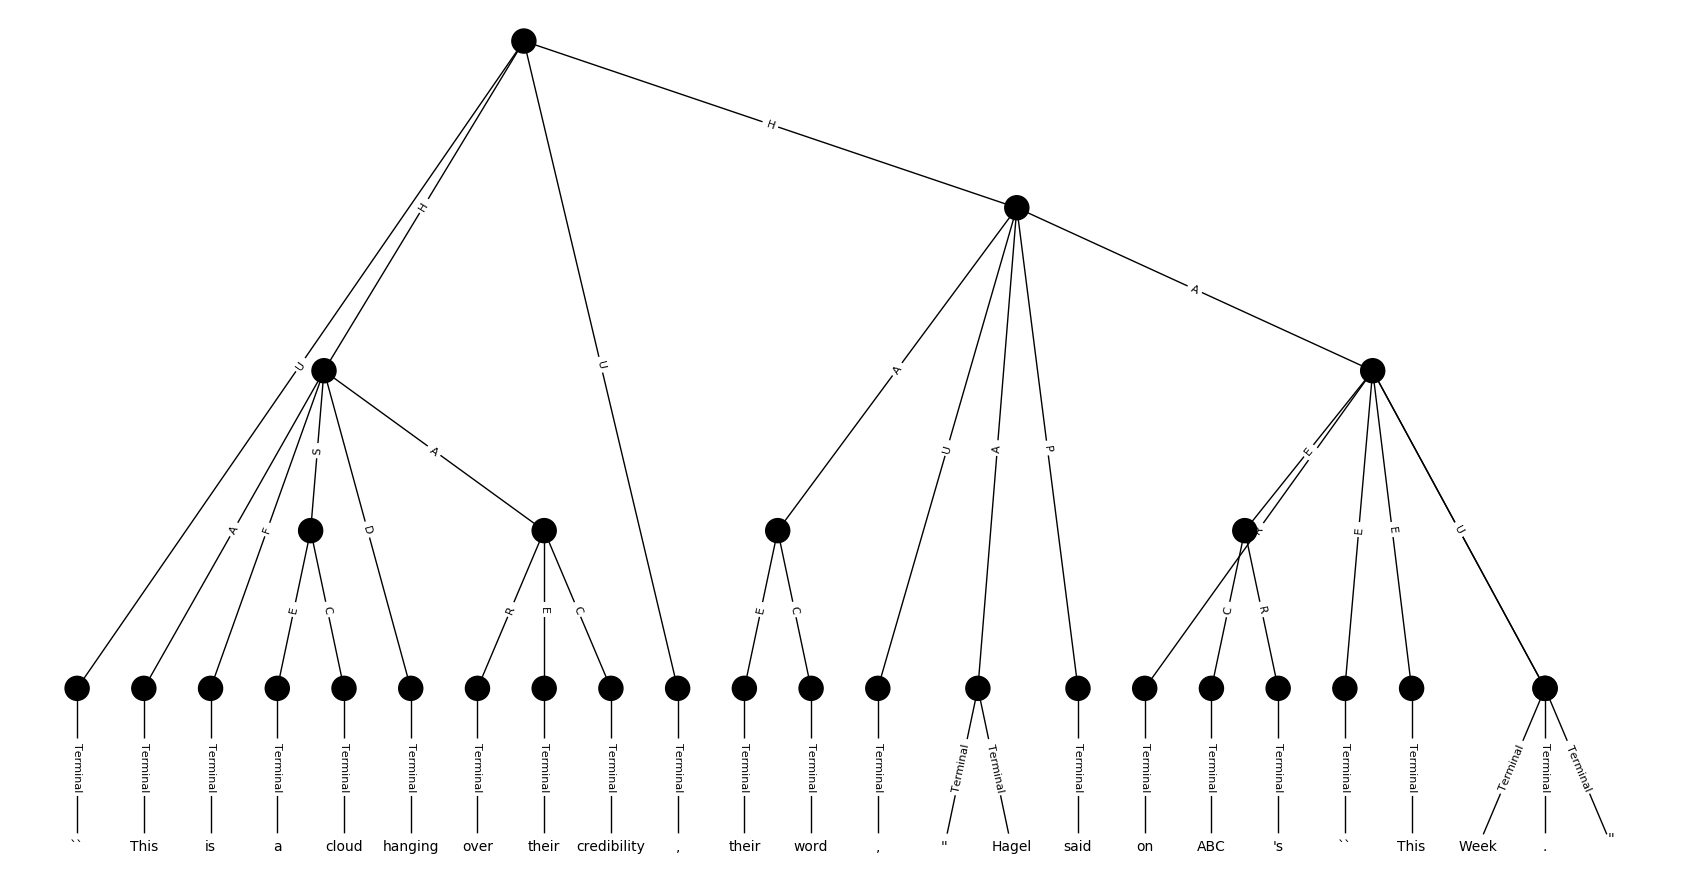 H
H
A
U
U
A
S
A
U
A
P
E
A
F
D
R
E
E
U
E
C
R
E
C
E
C
C
R
Terminal Terminal Terminal Terminal Terminal Terminal Terminal Terminal Terminal Terminal Terminal Terminal Terminal Terminal Terminal Terminal Terminal Terminal Terminal Terminal Terminal Terminal Terminal Terminal
`` This is a cloud hanging over their credibility , their word , " Hagel said on ABC 's `` This Week . "